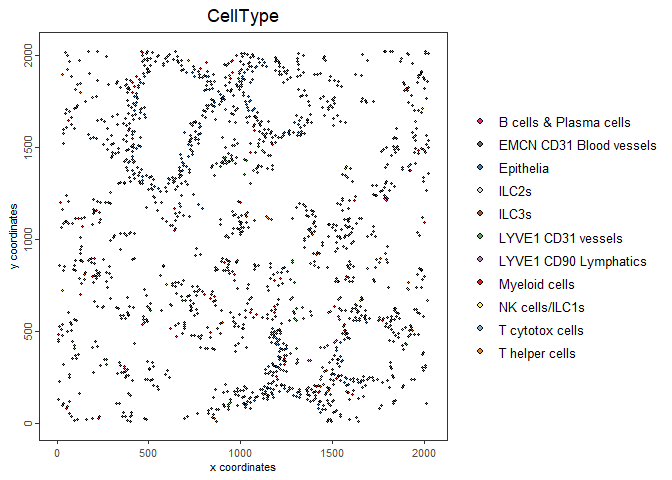 CellType
y coordinates
2000
1500
1000
500
0
0
500
1000
1500
2000
x coordinates
B cells & Plasma cells
EMCN CD31 Blood vessels
Epithelia
ILC2s
ILC3s
LYVE1 CD31 vessels
LYVE1 CD90 Lymphatics
Myeloid cells
NK cells/ILC1s
T cytotox cells
T helper cells